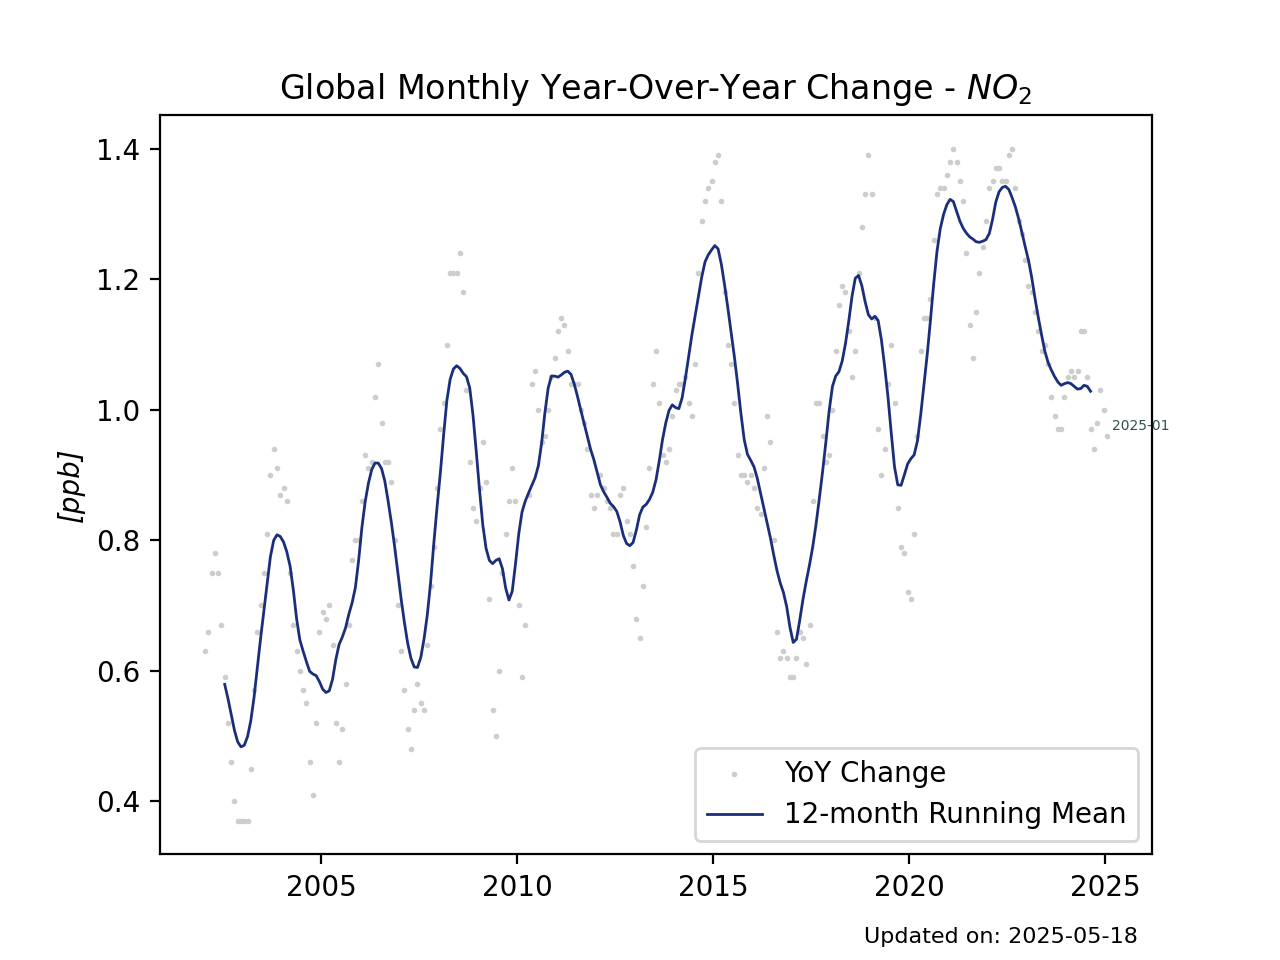 Global Monthly Year-Over-Year Change - NO₂
1.4
1.2
1.0
0.8
0.6
0.4
[ppb]
2025-01
YoY Change
12-month Running Mean
2005 2010 2015 2020 2025
Updated on: 2025-05-18